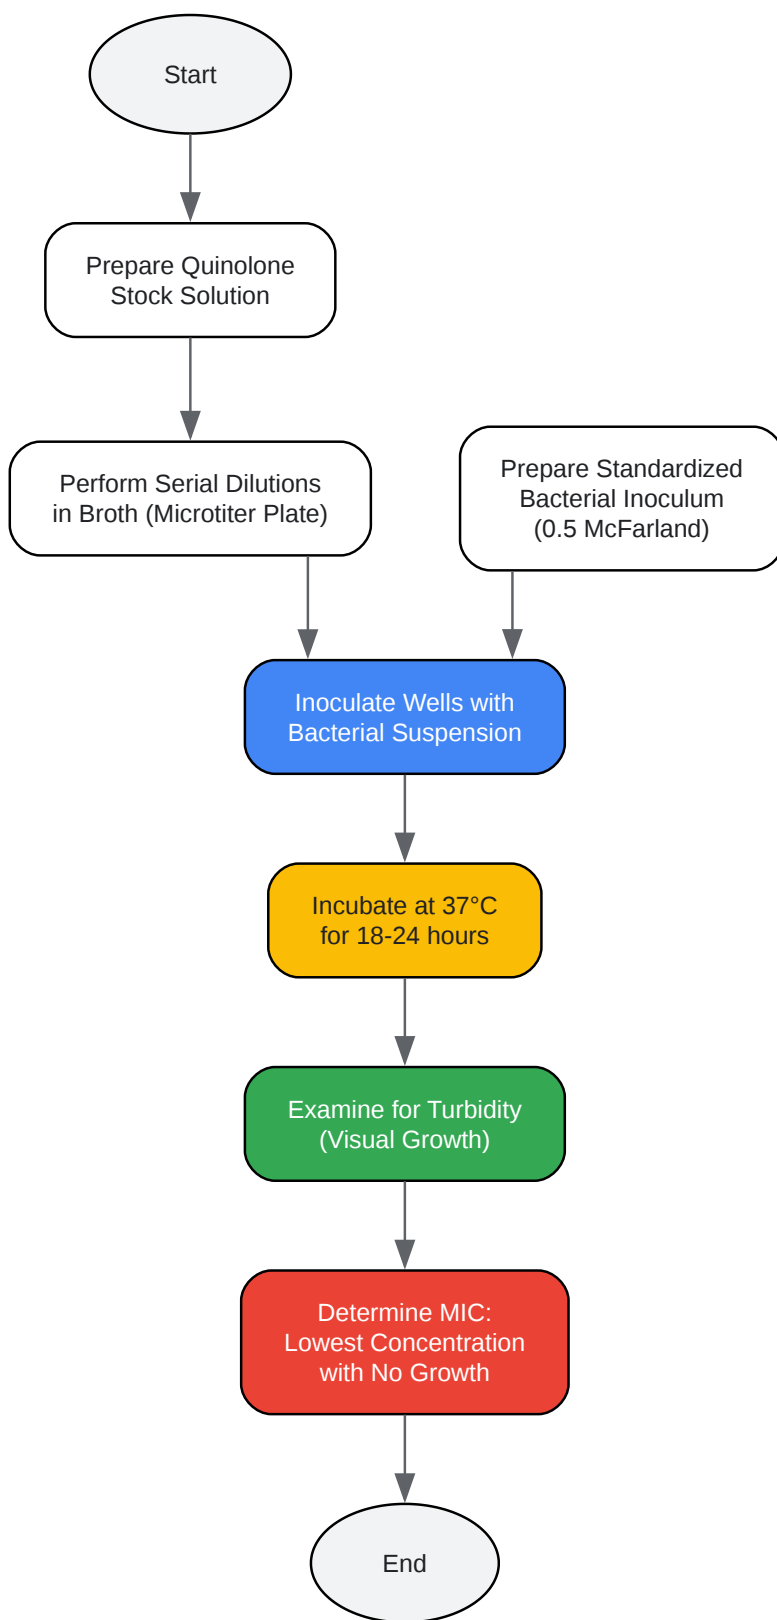 Start
Prepare Quinolone
Stock Solution
Perform Serial Dilutions
in Broth (Microtiter Plate)
Prepare Standardized
Bacterial Inoculum
(0.5 McFarland)
Inoculate Wells with
Bacterial Suspension
Incubate at 37°C
for 18-24 hours
Examine for Turbidity
(Visual Growth)
Determine MIC:
Lowest Concentration
with No Growth
End